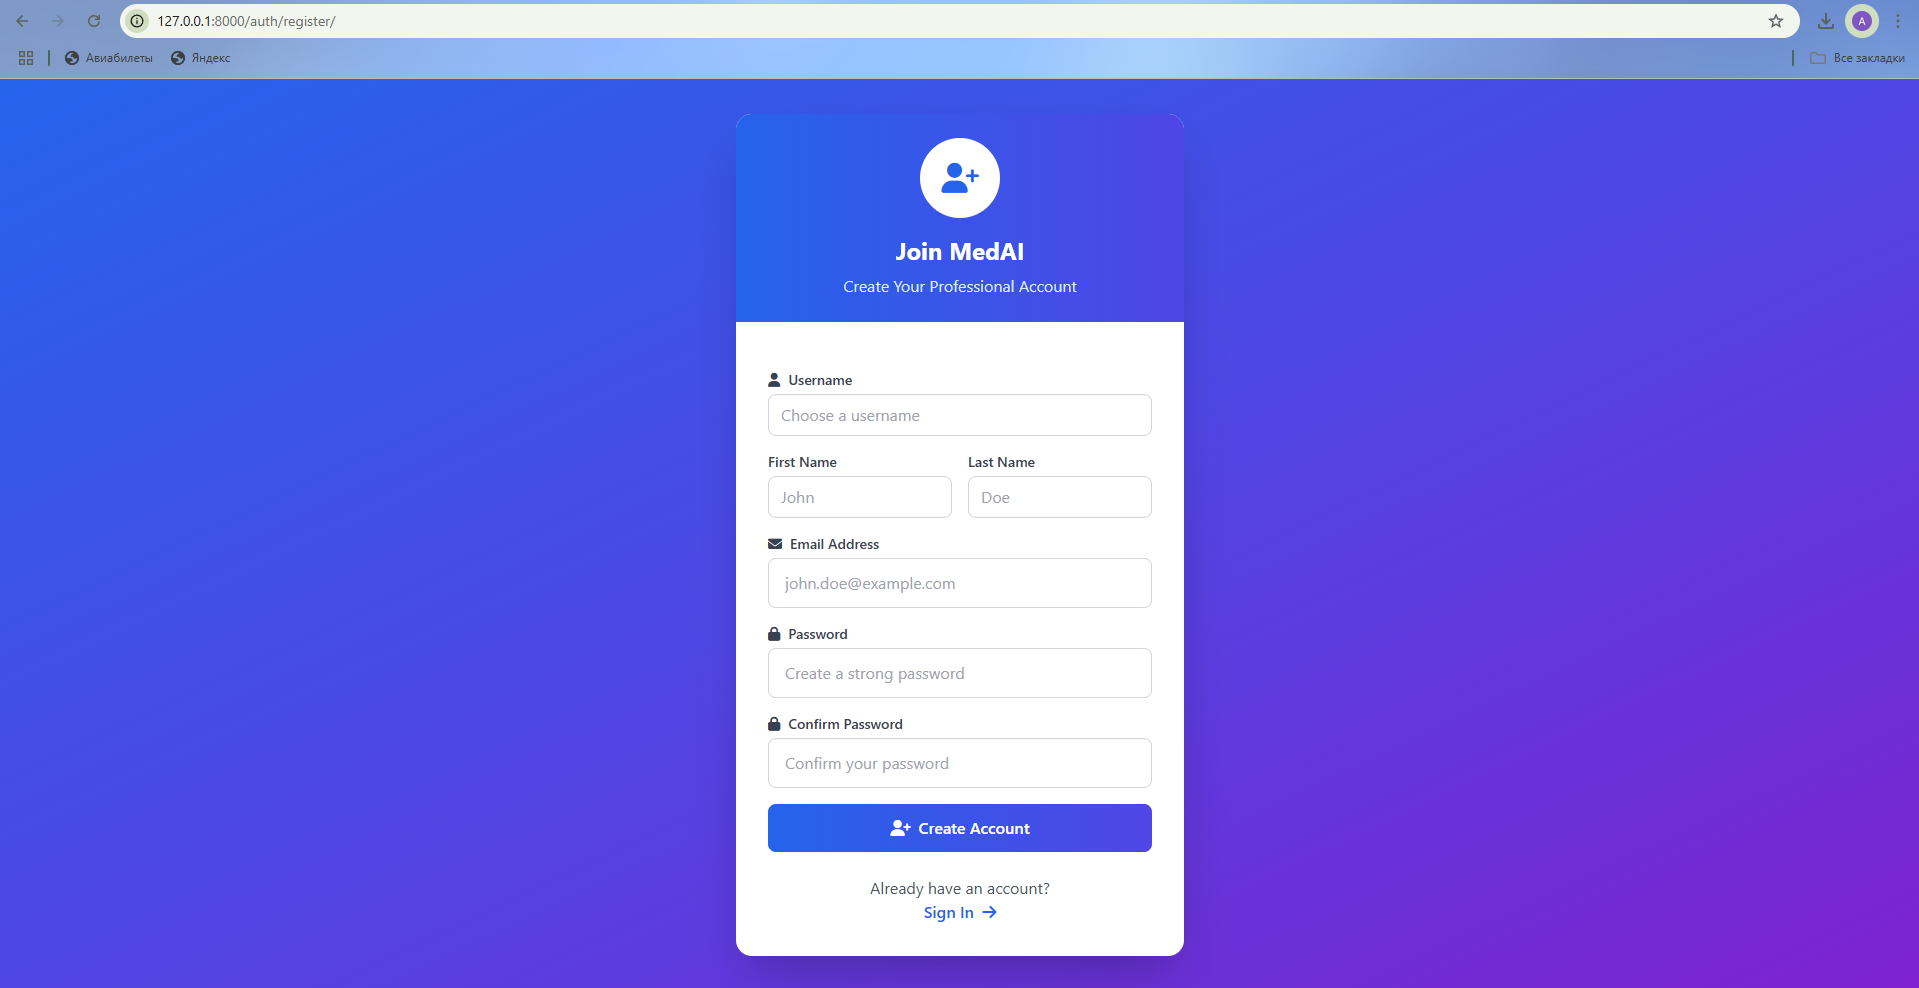 127.0.0.1:8000/auth/register/
A
Авиабилеты
Яндекс
Все закладки
Join MedAI
Create Your Professional Account
Username
Choose a username
First Name
Last Name
John
Doe
Email Address
john.doe@example.com
Password
Create a strong password
Confirm Password
Confirm your password
Create Account
Already have an account?
Sign In